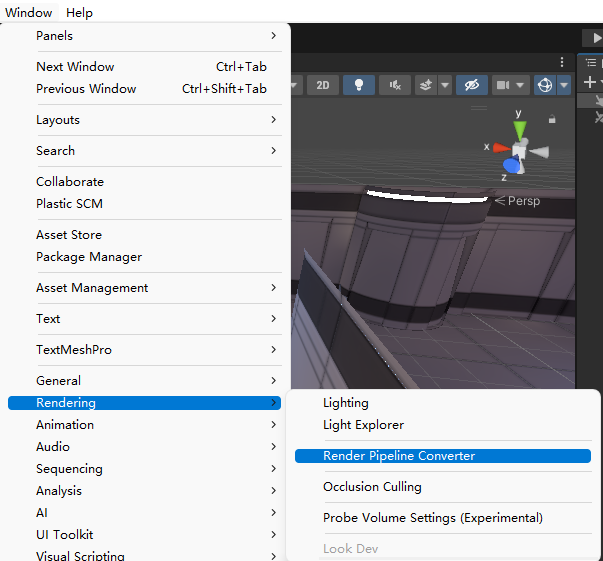 Window Help
Panels
Next Window Ctrl+Tab
Previous Window Ctrl+Shift+Tab
Layouts
Search
Collaborate
Plastic SCM
Asset Store
Package Manager
Asset Management
Text
TextMeshPro
General
Rendering
Animation
Audio
Sequencing
Analysis
AI
UI Toolkit
Visual Scripting
Lighting
Light Explorer
Render Pipeline Converter
Occlusion Culling
Probe Volume Settings (Experimental)
Look Dev
2D
y
x
z
Persp